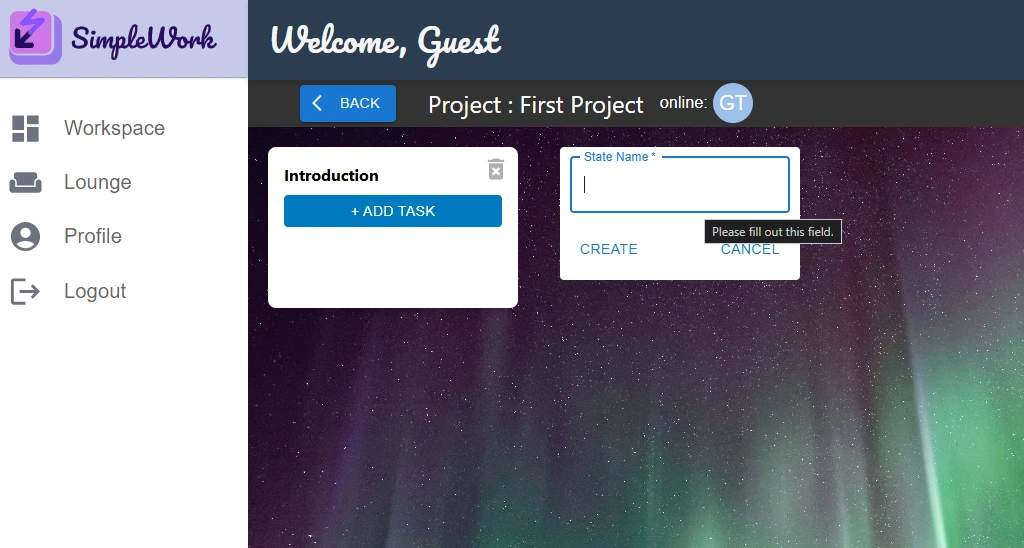 SimpleWork
Welcome, Guest
BACK
Project : First Project
online:
GT
Workspace
Lounge
Profile
Logout
Introduction
+ ADD TASK
State Name *
Please fill out this field.
CREATE
CANCEL